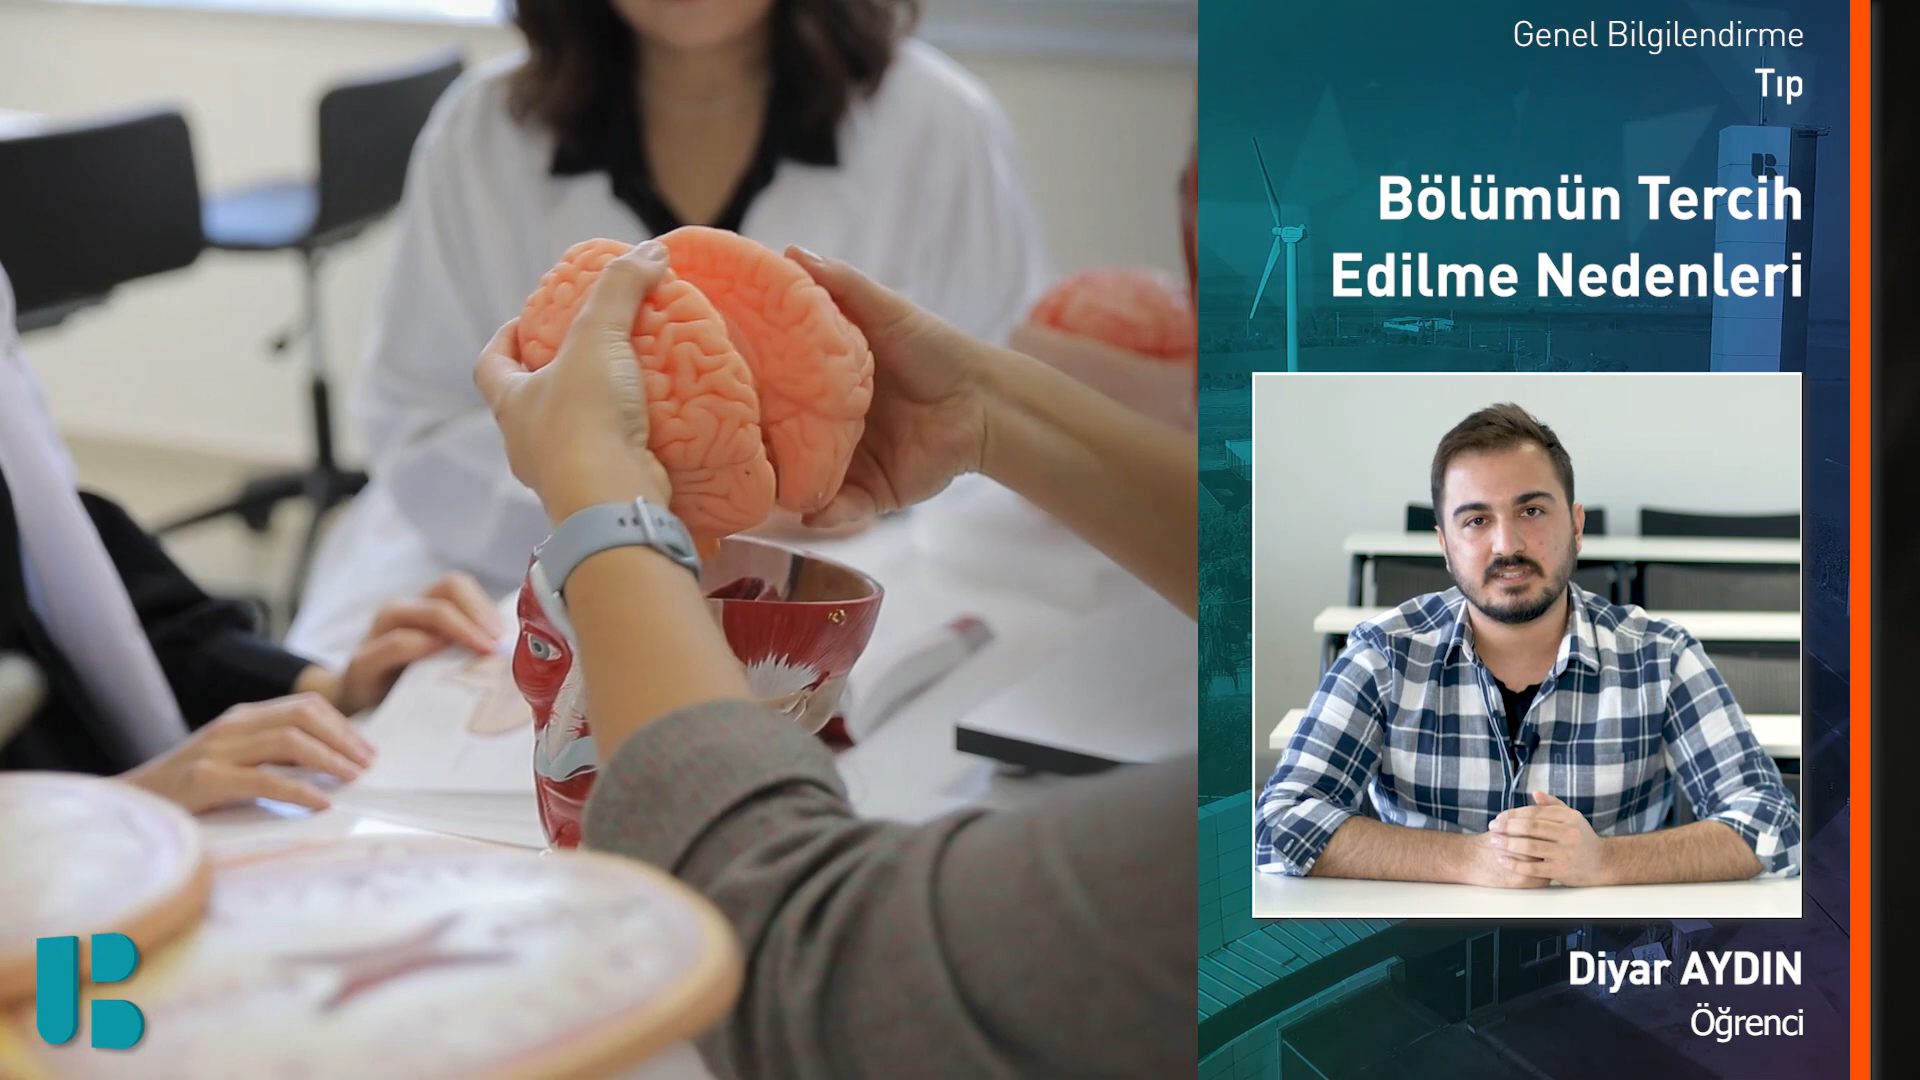 Genel Bilgilendirme
Tıp
Bölümün Tercih
Edilme Nedenleri
Diyar AYDIN
Öğrenci